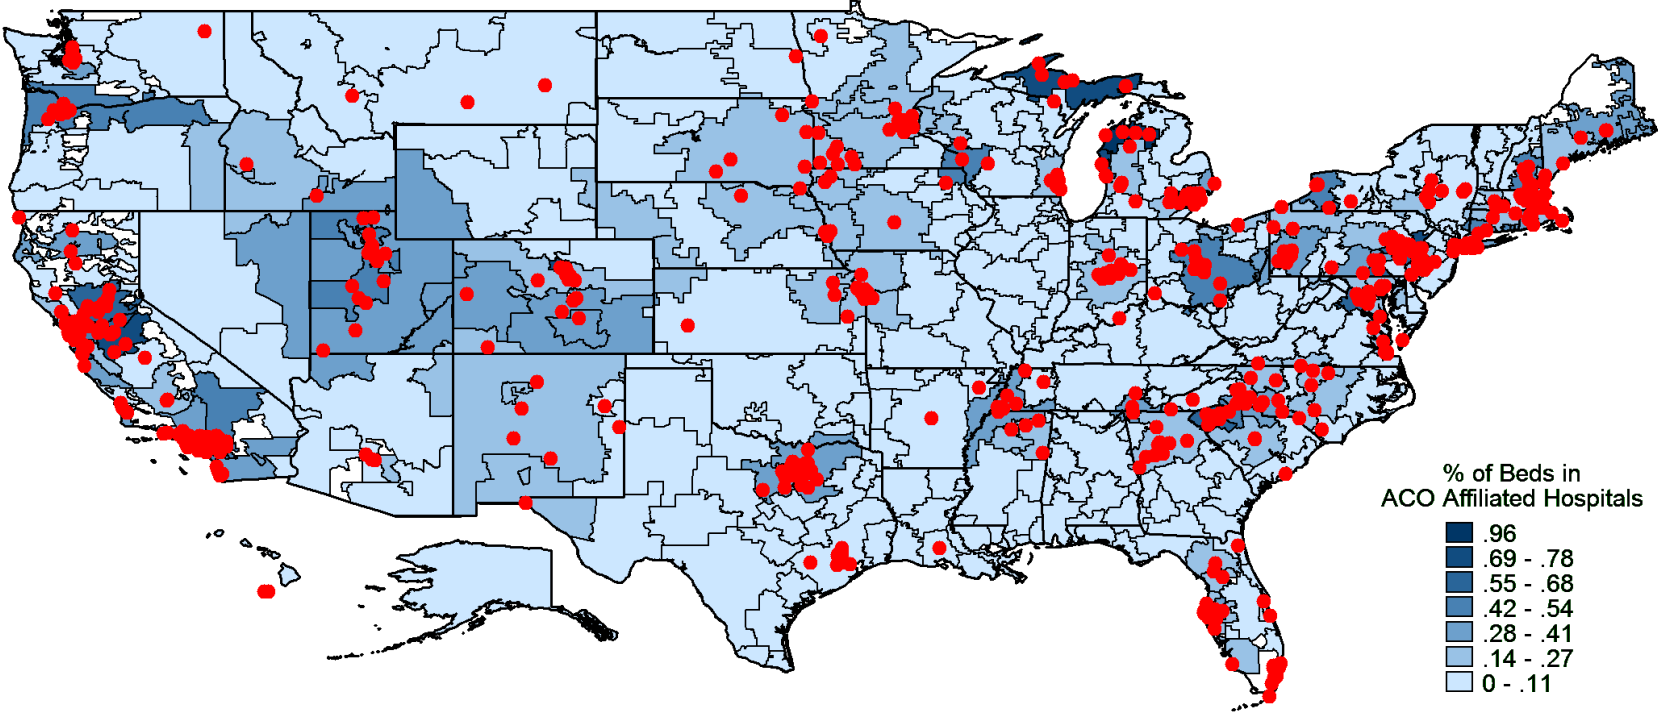 % of Beds in
ACO Affiliated Hospitals
.96
.69 - .78
.55 - .68
.42 - .54
.28 - .41
.14 - .27
0 - .11